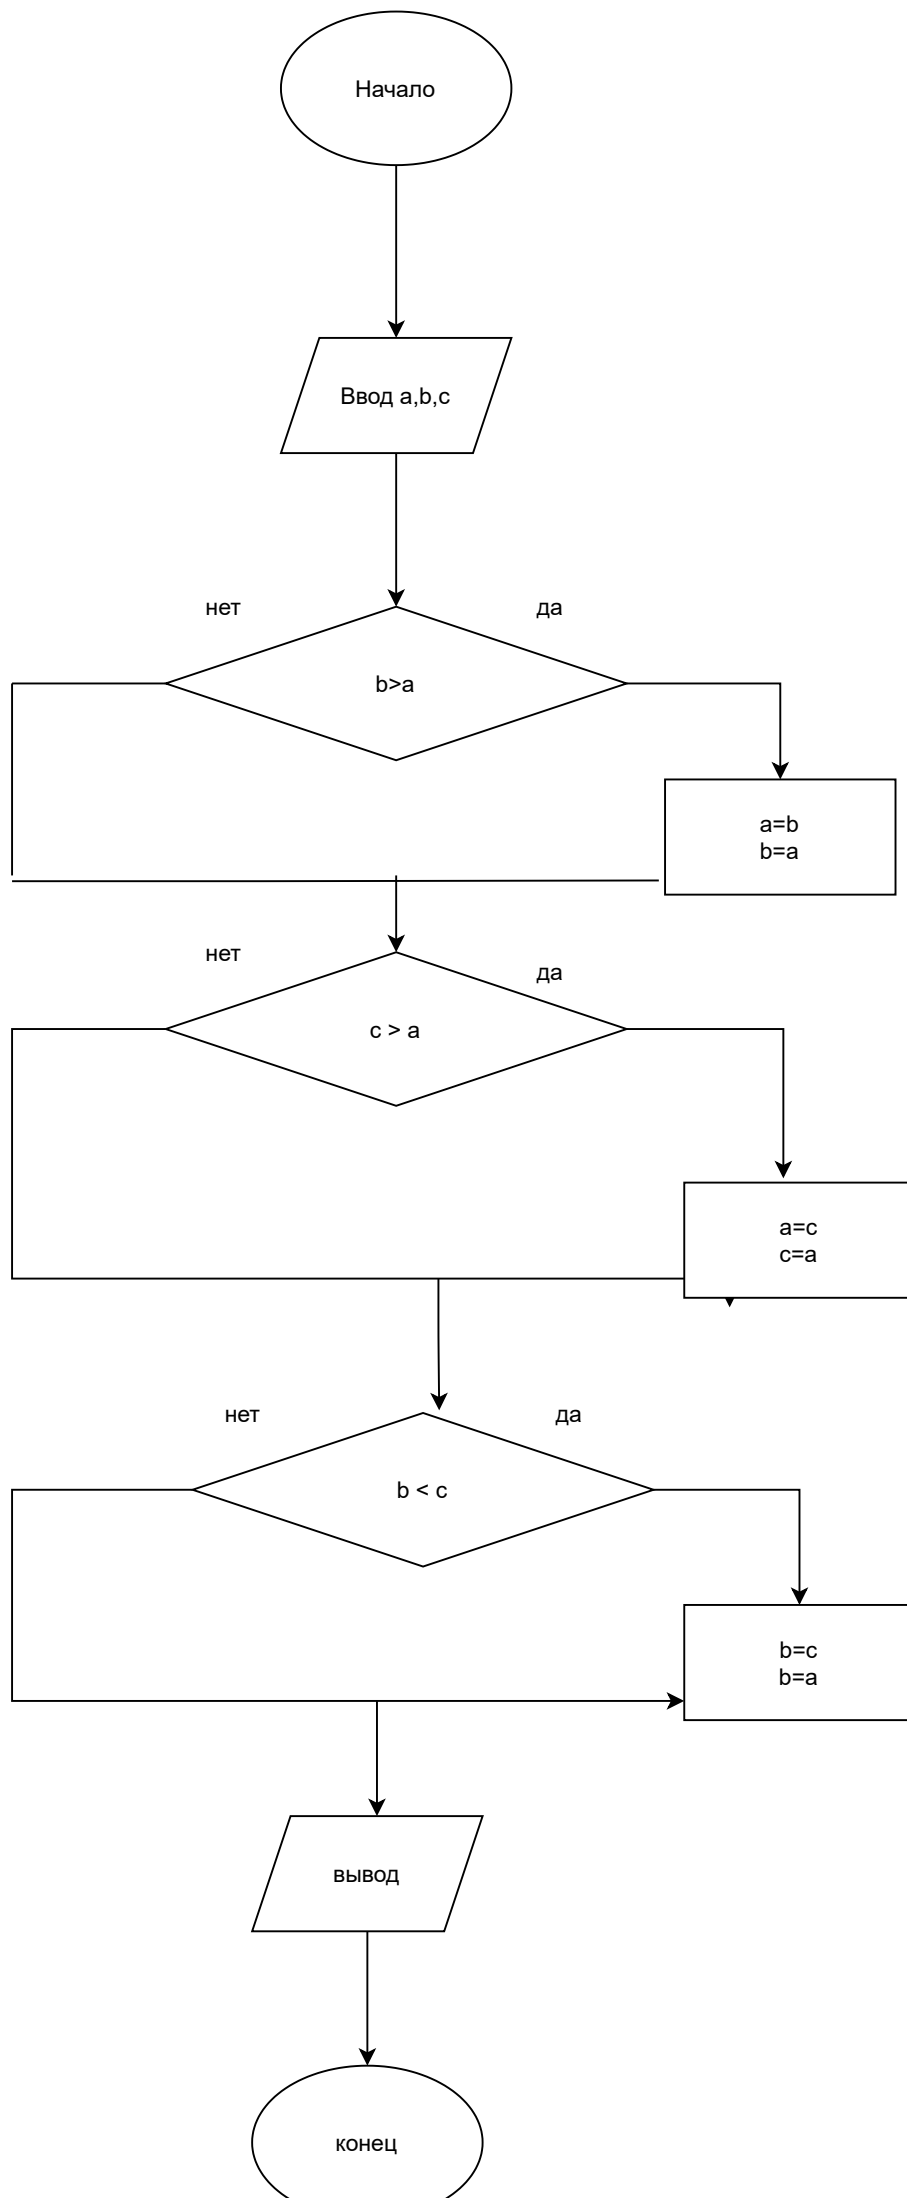 Начало
Ввод a,b,c
нет
да
b>a
a=b
b=a
нет
да
c > a
a=c
c=a
нет
да
b < c
b=c
b=a
вывод
конец